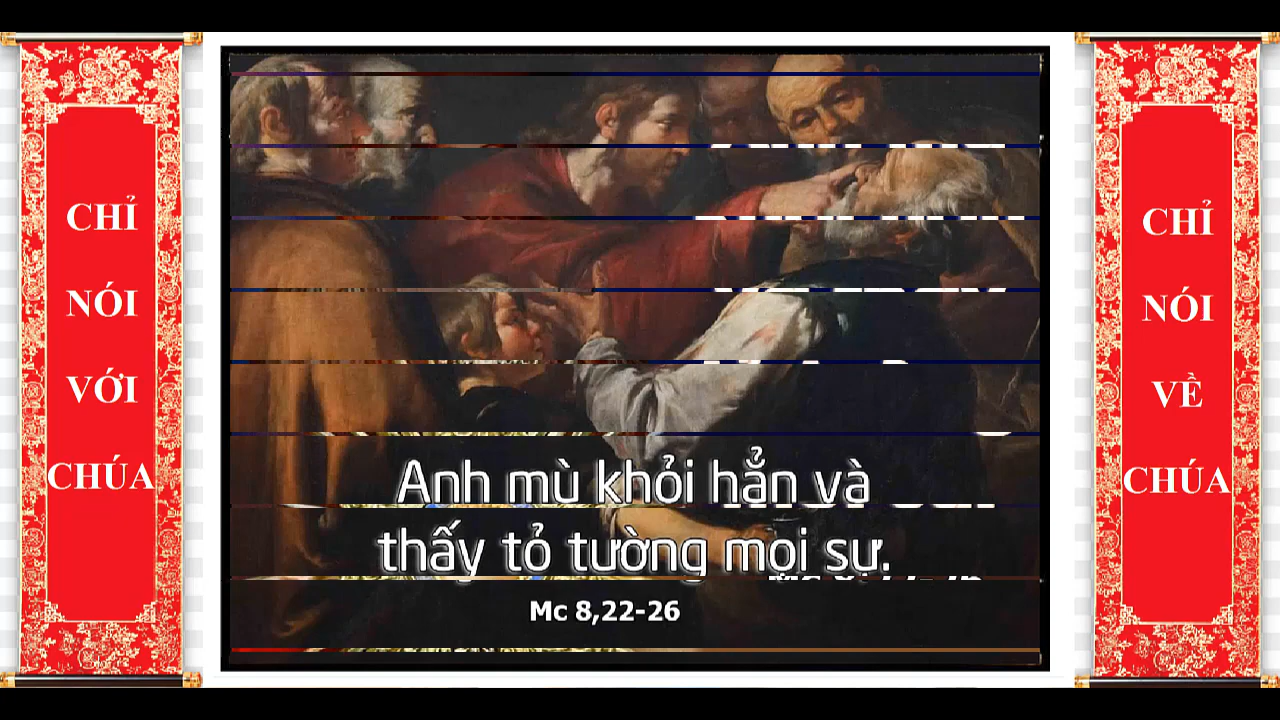 CHỈ
NÓI
VỚI
CHÚA
Anh mù khỏi hẳn và
thấy tỏ tường mọi sự.
Mc 8,22-26
CHỈ
NÓI
VỀ
CHÚA